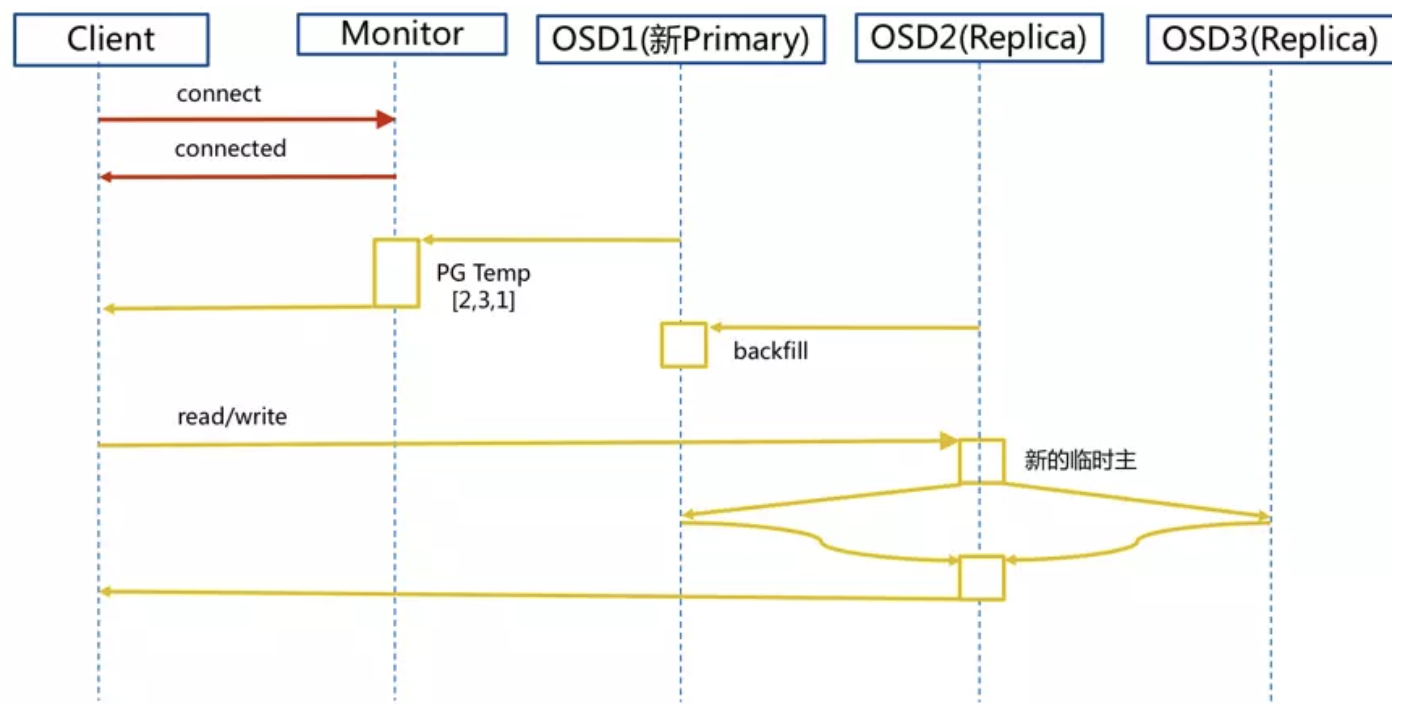 Client
Monitor
OSD1(新Primary)
OSD2(Replica)
OSD3(Replica)
connect
connected
PG Temp
[2,3,1]
backfill
read/write
新的临时主